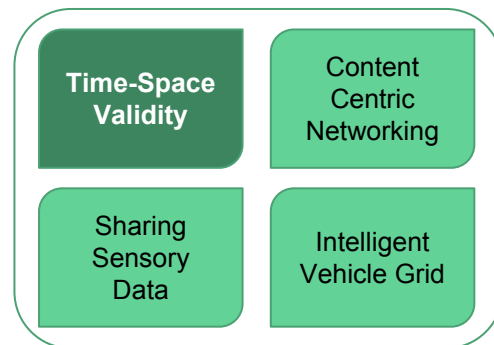 Time-Space
Validity
Content
Centric
Networking
Sharing
Sensory
Data
Intelligent
Vehicle Grid